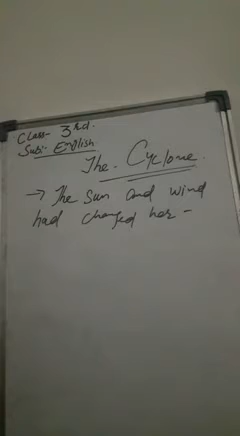 Class- 3rd.
Sub:- English
The Cyclone.
→ The sun and wind
had changed her -